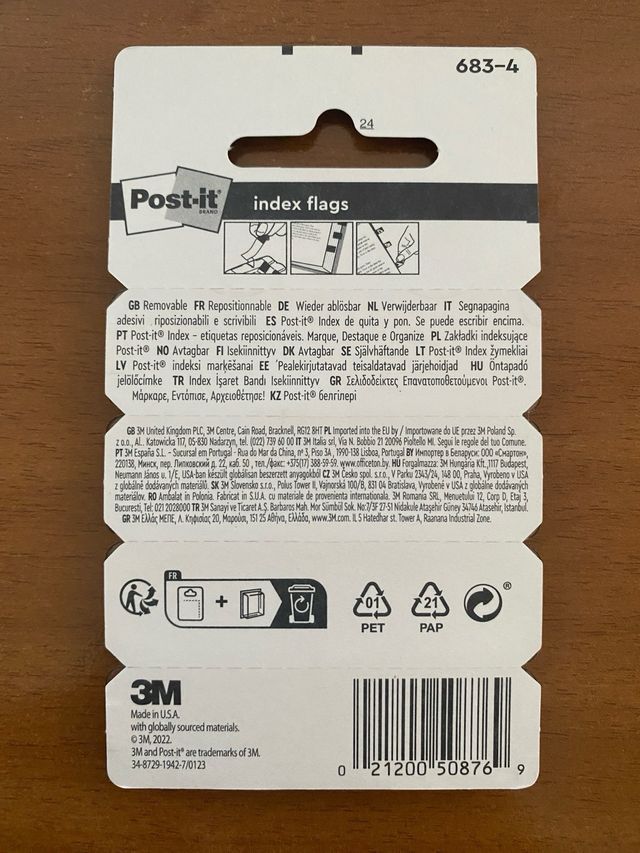 683–4
24
Post-it®
BRAND
index flags
GB Removable FR Repositionnable DE Wieder ablösbar NL Verwijderbaar IT Segnapagina
adesivi riposizionabili e scrivibili ES Post-it® Index de quita y pon. Se puede escribir encima.
PT Post-it® Index – etiquetas reposicionáveis. Marque, Destaque e Organize PL Zakładki indeksujące
Post-it® NO Avtagbar FI Isekiinnittyv DK Avtagbar SE Självhäftande LT Post-it® Index žymekliai
LV Post-it® indeksi marķēšanai EE ´Pealekirjutatavad teisaldatavad järjehoidjad HU Öntapadó
jelölőcímke TR Index İşaret Bandı Isekiinnittyv GR Σελιδοδείκτες Επανατοποθετούμενοι Post-it®.
Μάρκαρε, Εντόπισε, Αρχειοθέτησε! KZ Post-it® белгілері
GB 3M United Kingdom PLC, 3M Centre, Cain Road, Bracknell, RG12 8HT PL Imported into the EU by / Importowane do UE przez 3M Poland Sp.
z o.o., Al. Katowicka 117, 05-830 Nadarzyn, tel. (022) 739 60 00 IT 3M Italia srl, Via N. Bobbio 21 20096 Pioltello MI. Segui le regole del tuo Comune.
PT 3M España S.L. - Sucursal em Portugal - Rua do Mar da China, nº 3, Piso 3A , 1990-138 Lisboa, Portugal BY Импортер в Беларуси: ООО «Смартон»,
220138, Минск, пер. Липковский д. 22, каб. 50 , тел./факс: +375(17) 388-59-59. www.officeton.by. HU Forgalmazza: 3M Hungária Kft.,1117 Budapest,
Neumann János u. 1/E, USA-ban készült globálisan beszerzett anyagokból CZ 3M Česko spol. s r.o., V Parku 2343/24, 148 00, Praha, Vyrobeno v USA
z globálně dodávaných materiálů. SK 3M Slovensko s.r.o., Polus Tower II, Vajnorská 100/B, 831 04 Bratislava, Vyrobené v USA z globálne dodávaných
materiálov. RO Ambalat in Polonia. Fabricat in S.U.A. cu materiale de provenienta internationala. 3M Romania SRL, Menuetului 12, Corp D, Etaj 3,
Bucuresti, Tel: 021 2028000 TR 3M Sanayi ve Ticaret A.Ş. Barbaros Mah. Mor Sümbül Sok. No:7/3F 27-51 Nidakule Ataşehir Güney 34746 Atasehir, Istanbul.
GR 3M Ελλάς ΜΕΠΕ, Λ. Κηφισίας 20, Μαρούσι, 151 25 Αθήνα, Ελλάδα, www.3M.com. IL 5 Hatedhar st. Tower A, Raanana Industrial Zone.
FR
+
01
PET
21
PAP
®
3M
Made in U.S.A.
with globally sourced materials.
© 3M, 2022.
3M and Post-it® are trademarks of 3M.
34-8729-1942-7/0123
0 21200 50876 9